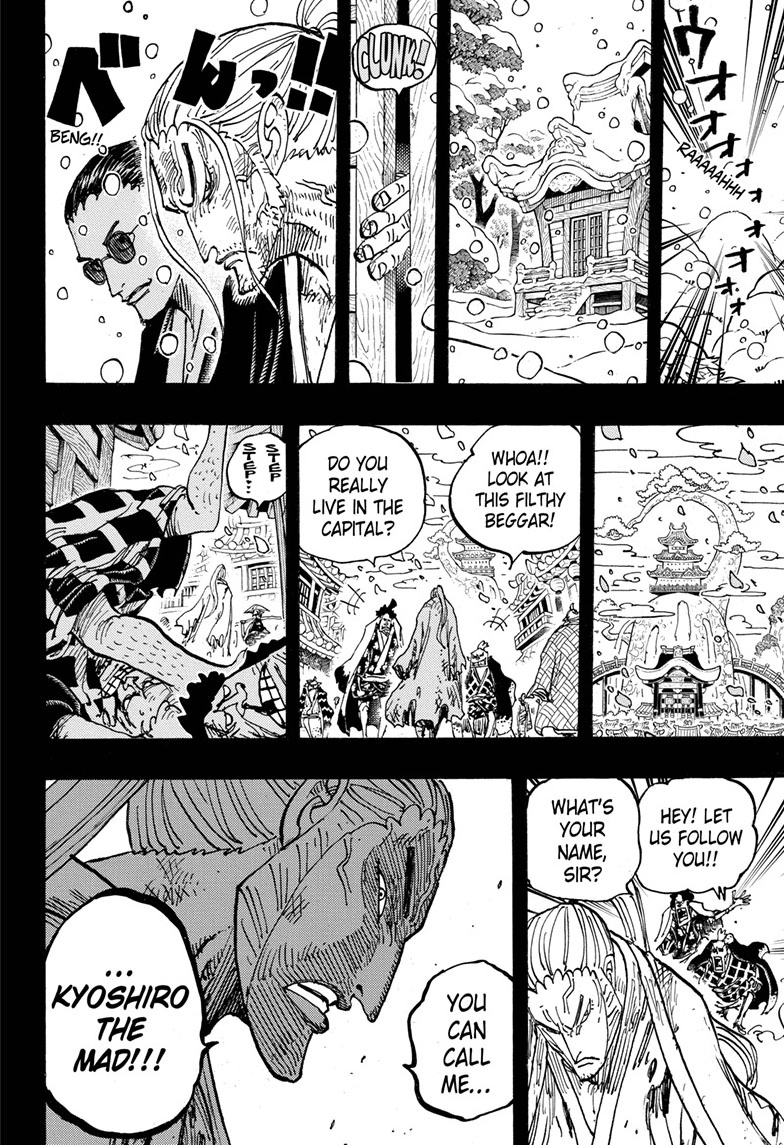 ウオオオオオオ
RAAAAAHHH
CLUNK!
べんっ!!
BENG!!
WHOA!!
LOOK AT
THIS FILTHY
BEGGAR!
DO YOU
REALLY
LIVE IN THE
CAPITAL?
STEP
STEP...
HEY! LET
US FOLLOW
YOU!!
WHAT'S
YOUR
NAME,
SIR?
YOU
CAN
CALL
ME...
...
KYOSHIRO
THE
MAD!!!